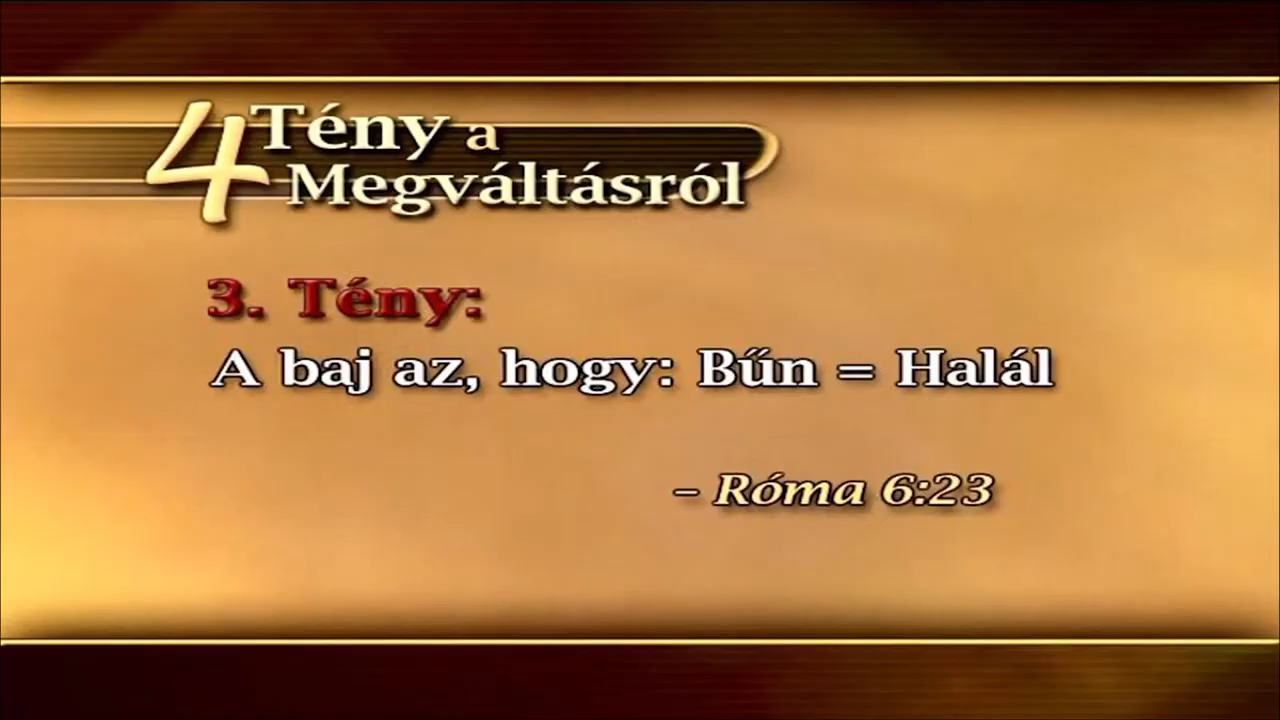 4 Tény a
Megváltásról
3. Tény:
A baj az, hogy: Bűn = Halál
– Róma 6:23